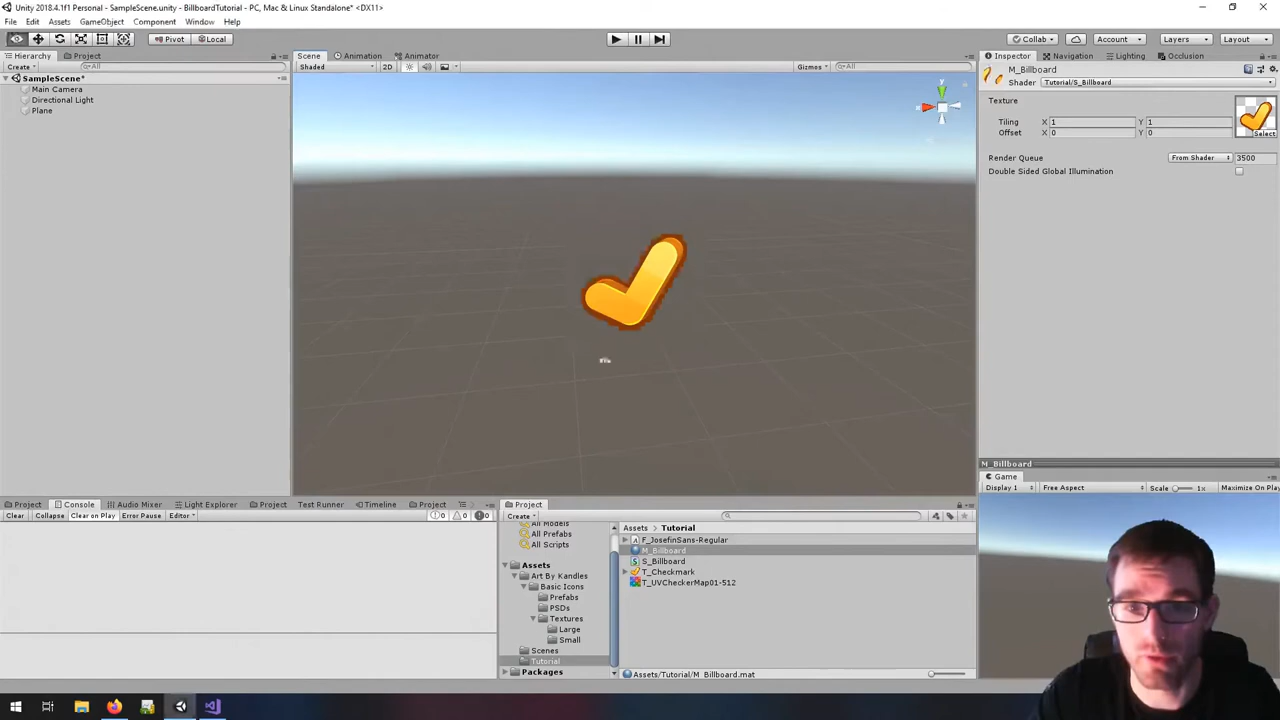 Unity 2018.4.1f1 Personal - SampleScene.unity - BillboardTutorial - PC, Mac & Linux Standalone* <DX11>
File Edit Assets GameObject Component Window Help
Pivot Local Collab Account Layers Layout
Hierarchy Project
Create All
SampleScene*
Main Camera
Directional Light
Plane
Scene Animation Animator
Shaded 2D Gizmos All
y
x
Inspector Navigation Lighting Occlusion
M_Billboard
Shader Tutorial/S_Billboard
Texture
Tiling X 1 Y 1
Offset X 0 Y 0
Select
Render Queue From Shader 3500
Double Sided Global Illumination
M_Billboard
Game
Display 1 Free Aspect Scale 1x Maximize On Play
Project Console Audio Mixer Light Explorer Project Test Runner Timeline Project
Clear Collapse Clear on Play Error Pause Editor 0 0 0
Project
Create
All Models
All Prefabs
All Scripts
Assets
Art By Kandles
Basic Icons
Prefabs
PSDs
Textures
Large
Small
Scenes
Tutorial
Packages
Assets > Tutorial
F_JosefinSans-Regular
M_Billboard
S_Billboard
T_Checkmark
T_UVCheckerMap01-512
Assets/Tutorial/M_Billboard.mat